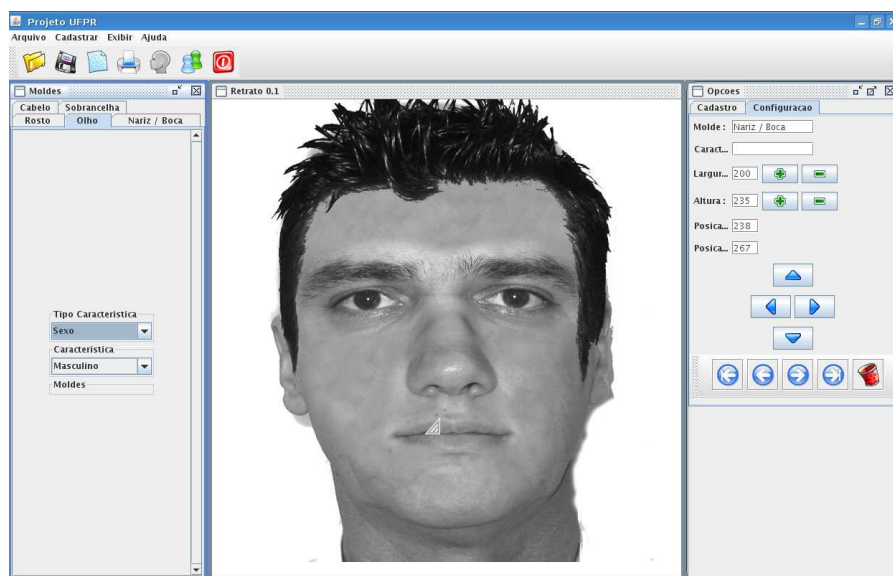 Projeto UFPR
Arquivo Cadastrar Exibir Ajuda
Moldes
Cabelo Sobrancelha
Rosto Olho Nariz / Boca
Tipo Caracteristica
Sexo
Caracteristica
Masculino
Moldes
Retrato 0.1
Opcoes
Cadastro Configuracao
Molde : Nariz / Boca
Caract...
Largur... 200
Altura : 235
Posica... 238
Posica... 267